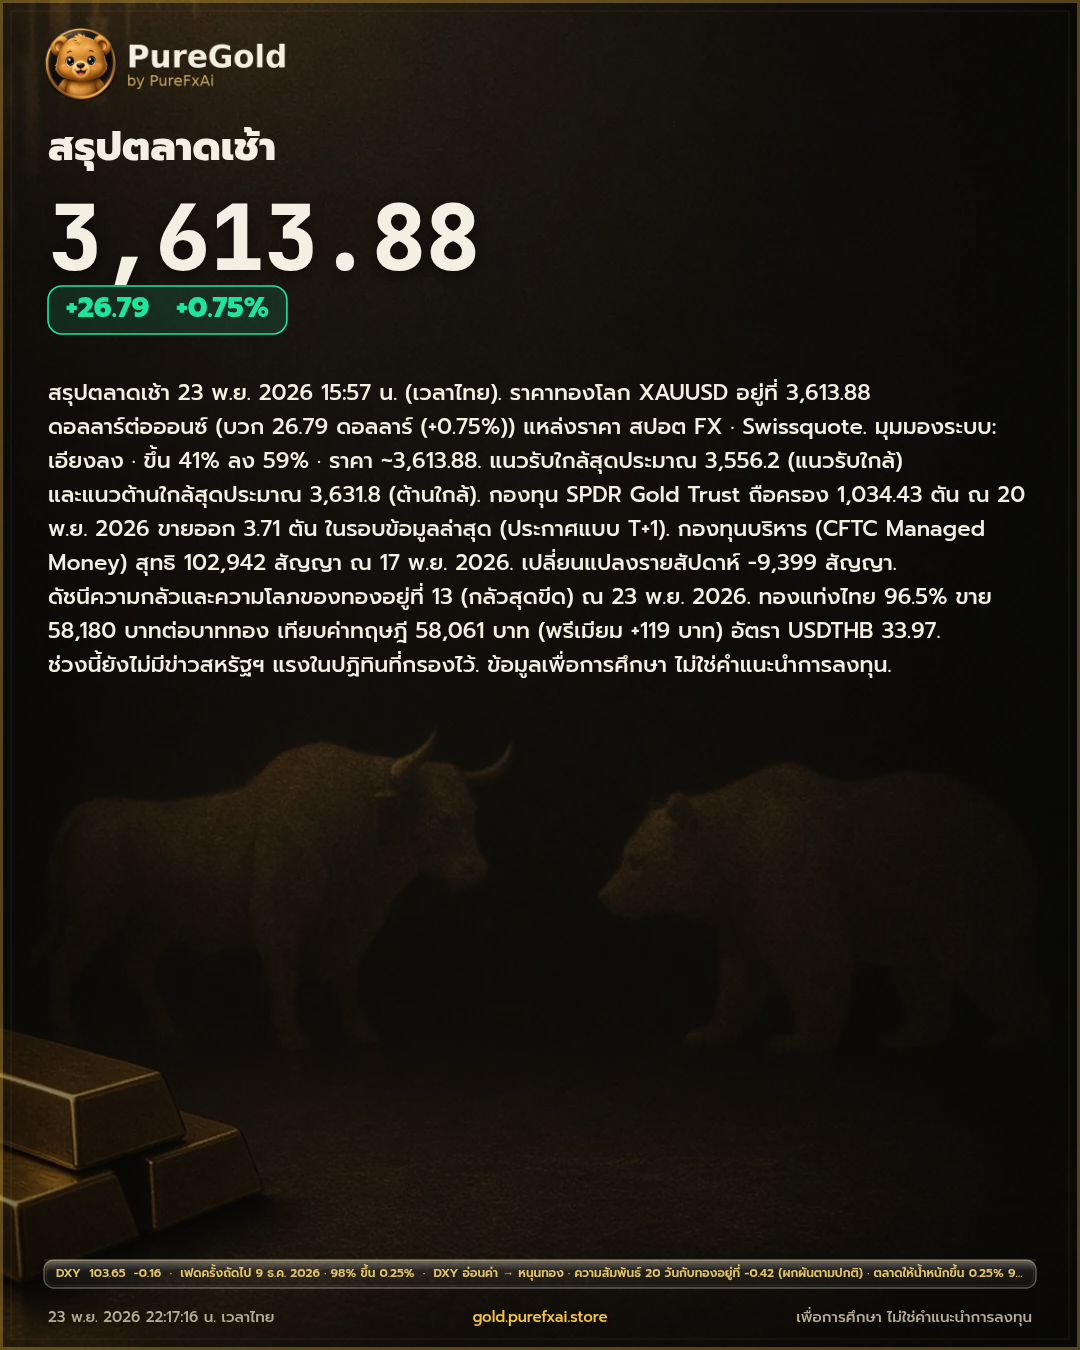 PureGold
by PureFxAi
สรุปตลาดเช้า
3,613.88
+26.79 +0.75%
สรุปตลาดเช้า 23 พ.ย. 2026 15:57 น. (เวลาไทย). ราคาทองโลก XAUUSD อยู่ที่ 3,613.88
ดอลลาร์ต่อออนซ์ (บวก 26.79 ดอลลาร์ (+0.75%)) แหล่งราคา สปอต FX · Swissquote. มุมมองระบบ:
เอียงลง · ขึ้น 41% ลง 59% · ราคา ~3,613.88. แนวรับใกล้สุดประมาณ 3,556.2 (แนวรับใกล้)
และแนวต้านใกล้สุดประมาณ 3,631.8 (ต้านใกล้). กองทุน SPDR Gold Trust ถือครอง 1,034.43 ตัน ณ 20
พ.ย. 2026 ขายออก 3.71 ตัน ในรอบข้อมูลล่าสุด (ประกาศแบบ T+1). กองทุนบริหาร (CFTC Managed
Money) สุทธิ 102,942 สัญญา ณ 17 พ.ย. 2026. เปลี่ยนแปลงรายสัปดาห์ -9,399 สัญญา.
ดัชนีความกลัวและความโลภของทองอยู่ที่ 13 (กลัวสุดขีด) ณ 23 พ.ย. 2026. ทองแท่งไทย 96.5% ขาย
58,180 บาทต่อบาททอง เทียบค่าทฤษฎี 58,061 บาท (พรีเมียม +119 บาท) อัตรา USDTHB 33.97.
ช่วงนี้ยังไม่มีข่าวสหรัฐฯ แรงในปฏิทินที่กรองไว้. ข้อมูลเพื่อการศึกษา ไม่ใช่คำแนะนำการลงทุน.
DXY 103.65 -0.16 · เฟดครั้งถัดไป 9 ธ.ค. 2026 · 98% ขึ้น 0.25% · DXY อ่อนค่า → หนุนทอง · ความสัมพันธ์ 20 วันกับทองอยู่ที่ -0.42 (ผกผันตามปกติ) · ตลาดให้น้ำหนักขึ้น 0.25% 9…
23 พ.ย. 2026 22:17:16 น. เวลาไทย
gold.purefxai.store
เพื่อการศึกษา ไม่ใช่คำแนะนำการลงทุน